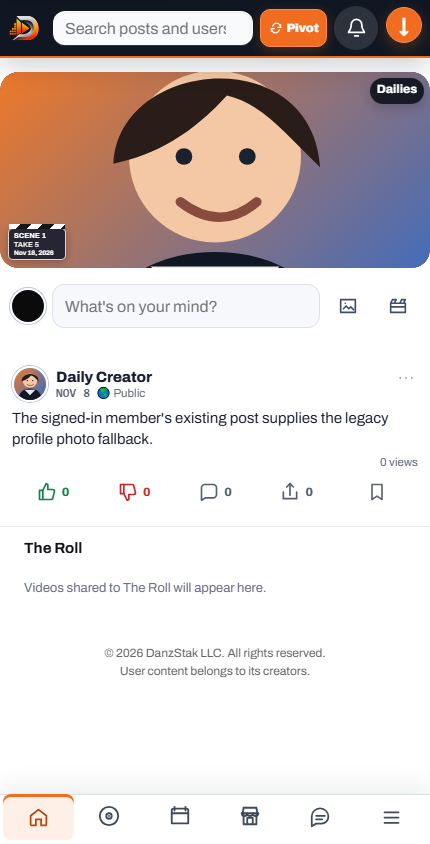 Search posts and users
Pivot
Dailies
SCENE 1
TAKE 5
Nov 18, 2026
What's on your mind?
Daily Creator
NOV 8 Public
The signed-in member's existing post supplies the legacy
profile photo fallback.
0 views
0 0 0 0
The Roll
Videos shared to The Roll will appear here.
© 2026 DanzStak LLC. All rights reserved.
User content belongs to its creators.